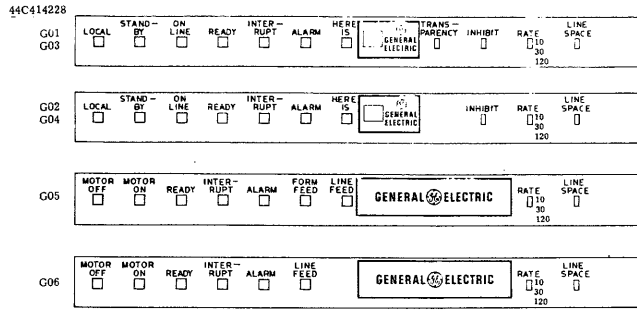 44C414228
G01
G03
LOCAL STAND-BY ON LINE READY INTER-RUPT ALARM HERE IS GENERAL ELECTRIC TRANS-PARENCY INHIBIT RATE 10 30 120 LINE SPACE
G02
G04
LOCAL STAND-BY ON LINE READY INTER-RUPT ALARM HERE IS GENERAL ELECTRIC INHIBIT RATE 10 30 120 LINE SPACE
G05
MOTOR OFF MOTOR ON READY INTER-RUPT ALARM FORM FEED LINE FEED GENERAL GE ELECTRIC RATE 10 30 120 LINE SPACE
G06
MOTOR OFF MOTOR ON READY INTER-RUPT ALARM LINE FEED GENERAL GE ELECTRIC RATE 10 30 120 LINE SPACE